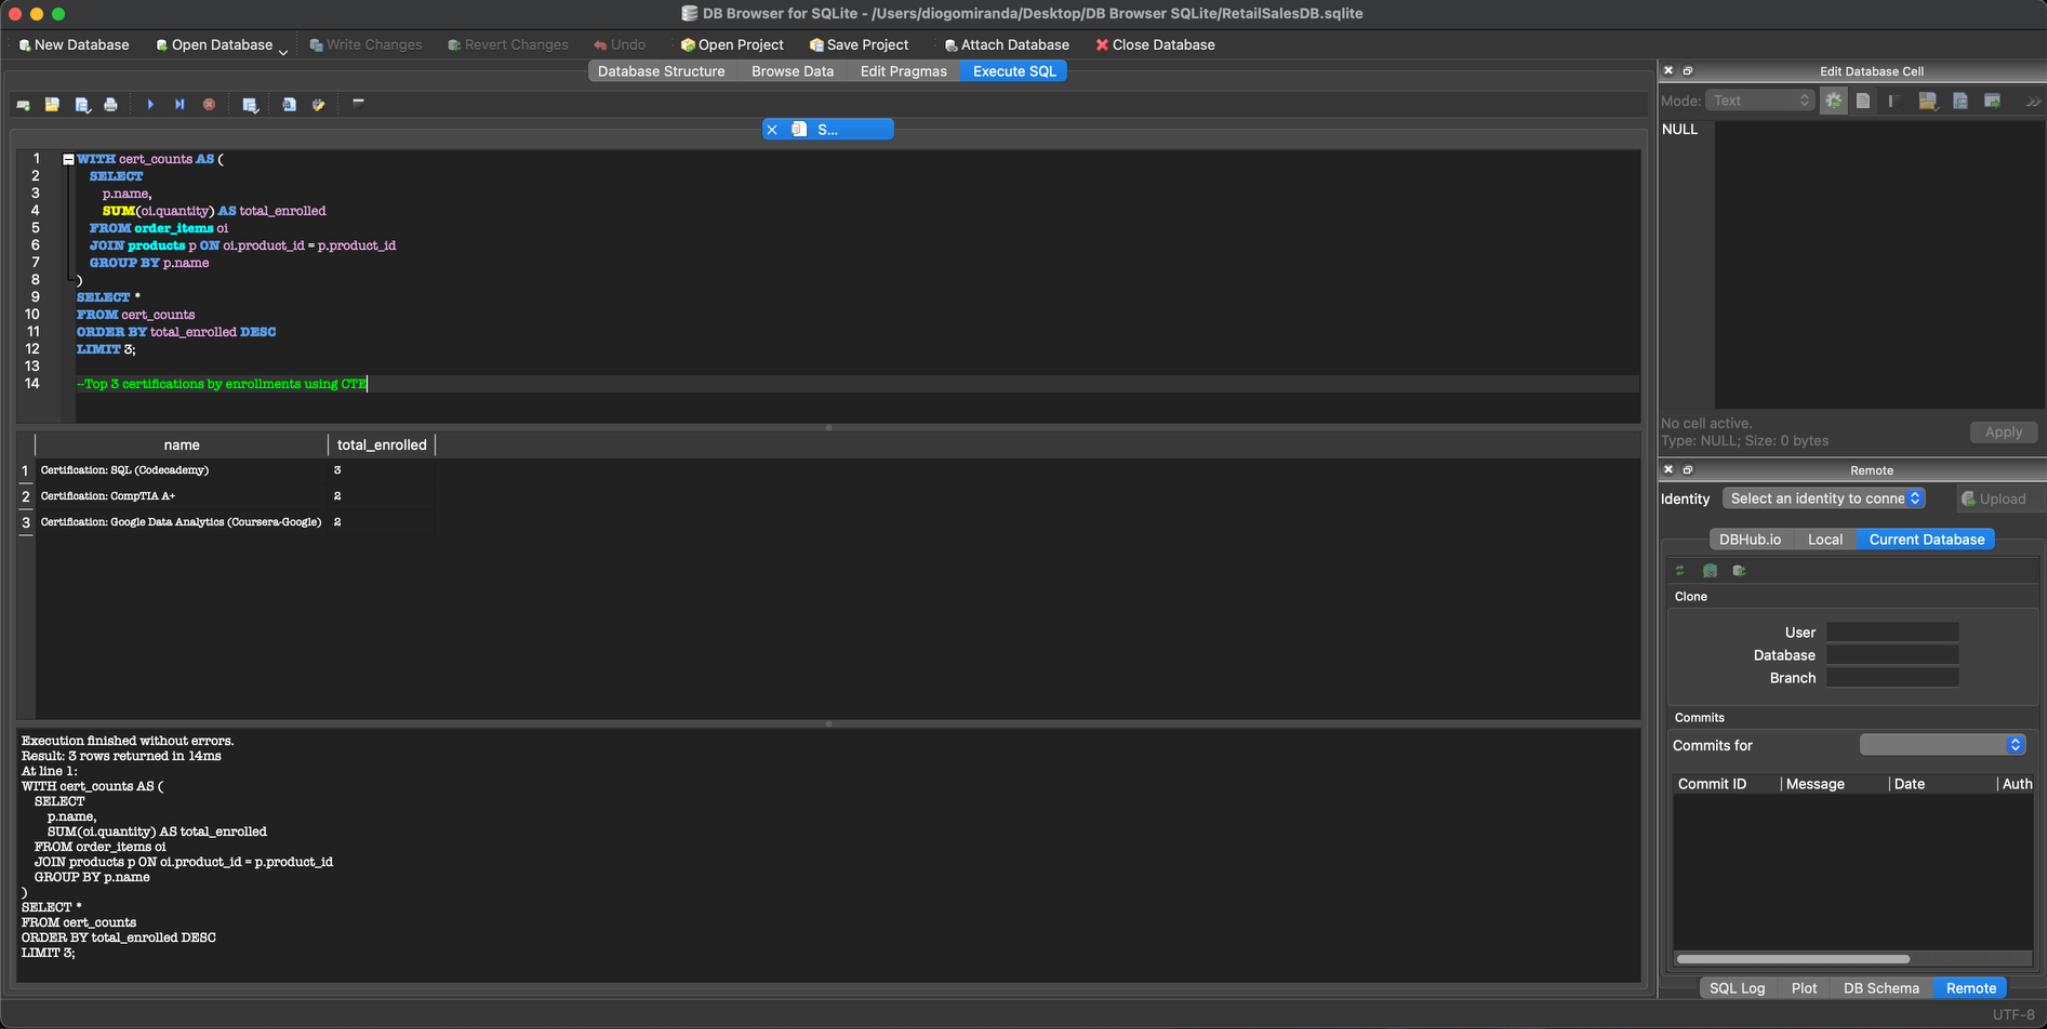 DB Browser for SQLite - /Users/diogomiranda/Desktop/DB Browser SQLite/RetailSalesDB.sqlite
New Database Open Database Write Changes Revert Changes Undo Open Project Save Project Attach Database Close Database
Database Structure Browse Data Edit Pragmas Execute SQL
S...
1 WITH cert_counts AS (
2 SELECT
3 p.name,
4 SUM(oi.quantity) AS total_enrolled
5 FROM order_items oi
6 JOIN products p ON oi.product_id = p.product_id
7 GROUP BY p.name
8 )
9 SELECT *
10 FROM cert_counts
11 ORDER BY total_enrolled DESC
12 LIMIT 3;
13
14 --Top 3 certifications by enrollments using CTE
name total_enrolled
1 Certification: SQL (Codecademy) 3
2 Certification: CompTIA A+ 2
3 Certification: Google Data Analytics (Coursera-Google) 2
Execution finished without errors.
Result: 3 rows returned in 14ms
At line 1:
WITH cert_counts AS (
SELECT
p.name,
SUM(oi.quantity) AS total_enrolled
FROM order_items oi
JOIN products p ON oi.product_id = p.product_id
GROUP BY p.name
)
SELECT *
FROM cert_counts
ORDER BY total_enrolled DESC
LIMIT 3;
Edit Database Cell
Mode: Text
NULL
No cell active.
Type: NULL; Size: 0 bytes
Apply
Remote
Identity Select an identity to conne Upload
DBHub.io Local Current Database
Clone
User
Database
Branch
Commits
Commits for
Commit ID Message Date Auth
SQL Log Plot DB Schema Remote
UTF-8